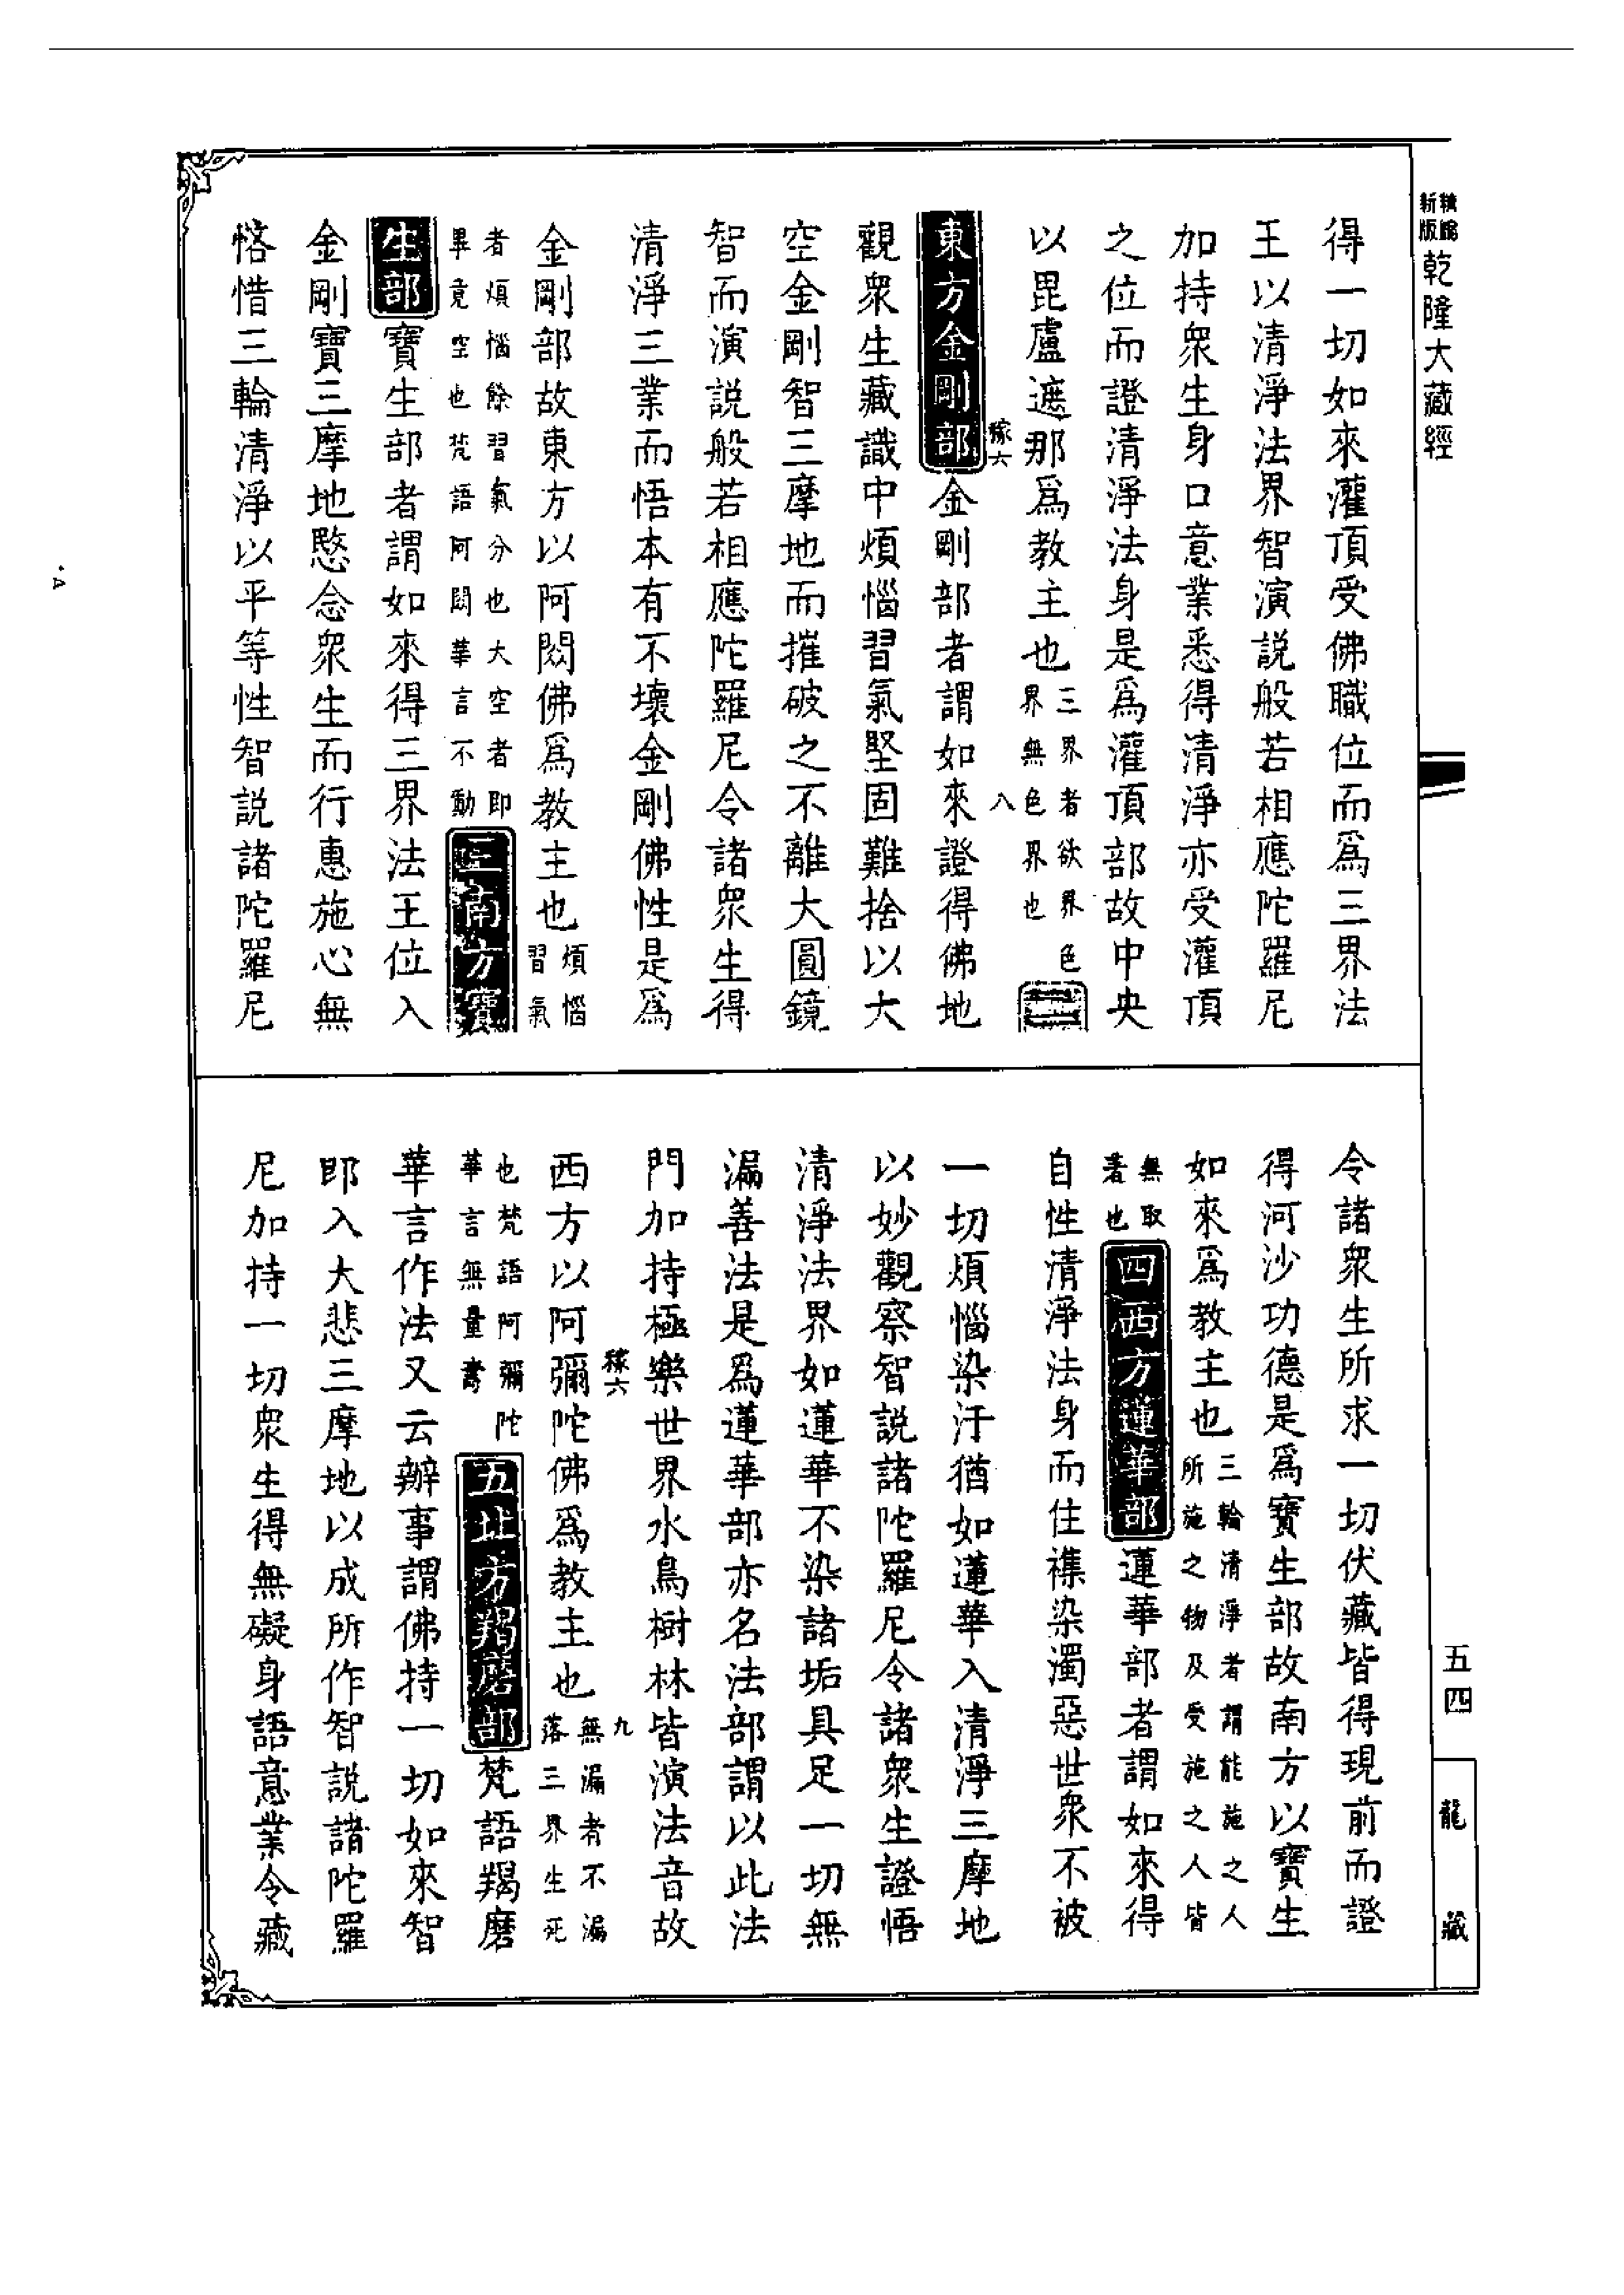 乾隆大藏經
得一切如來灌頂受佛職位而爲三界法
王以清淨法界智演説般若相應陀羅尼
加持衆生身口意業悉得清淨亦受灌頂
之位而證清淨法身是爲灌頂部故中央
以毘盧遮那爲教主也三界者欲界色界無色界也二
稼六
八
東方金剛部金剛部者謂如來證得佛地
觀衆生藏識中煩惱習氣堅固難捨以大
空金剛智三摩地而摧破之不離大圓鏡
智而演説般若相應陀羅尼令諸衆生得
清淨三業而悟本有不壞金剛佛性是爲
金剛部故東方以阿閦佛爲教主也煩惱習氣
者煩惱餘習氣分也大空者即畢竟空也梵語阿閦華言不動三南方寶
生部寶生部者謂如來得三界法王位入
金剛寶三摩地愍念衆生而行惠施心無
悋惜三輪清淨以平等性智説諸陀羅尼
令諸衆生所求一切伏藏皆得現前而證
得河沙功德是爲寶生部故南方以寶生
如來爲教主也三輪清淨者謂能施之人所施之物及受施之人皆
無取著也四西方蓮華部蓮華部者謂如來得
自性清淨法身而住襍染濁惡世衆不被
一切煩惱染汙猶如蓮華入清淨三摩地
以妙觀察智説諸陀羅尼令諸衆生證悟
清淨法界如蓮華不染諸垢具足一切無
漏善法是爲蓮華部亦名法部謂以此法
門加持極樂世界水鳥樹林皆演法音故
稼六
九
西方以阿彌陀佛爲教主也無漏者不漏落三界生死
也梵語阿彌陀華言無量壽五北方羯磨部梵語羯磨
華言作法又云辦事謂佛持一切如來智
即入大悲三摩地以成所作智説諸陀羅
尼加持一切衆生得無礙身語意業令藏
五四
龍藏